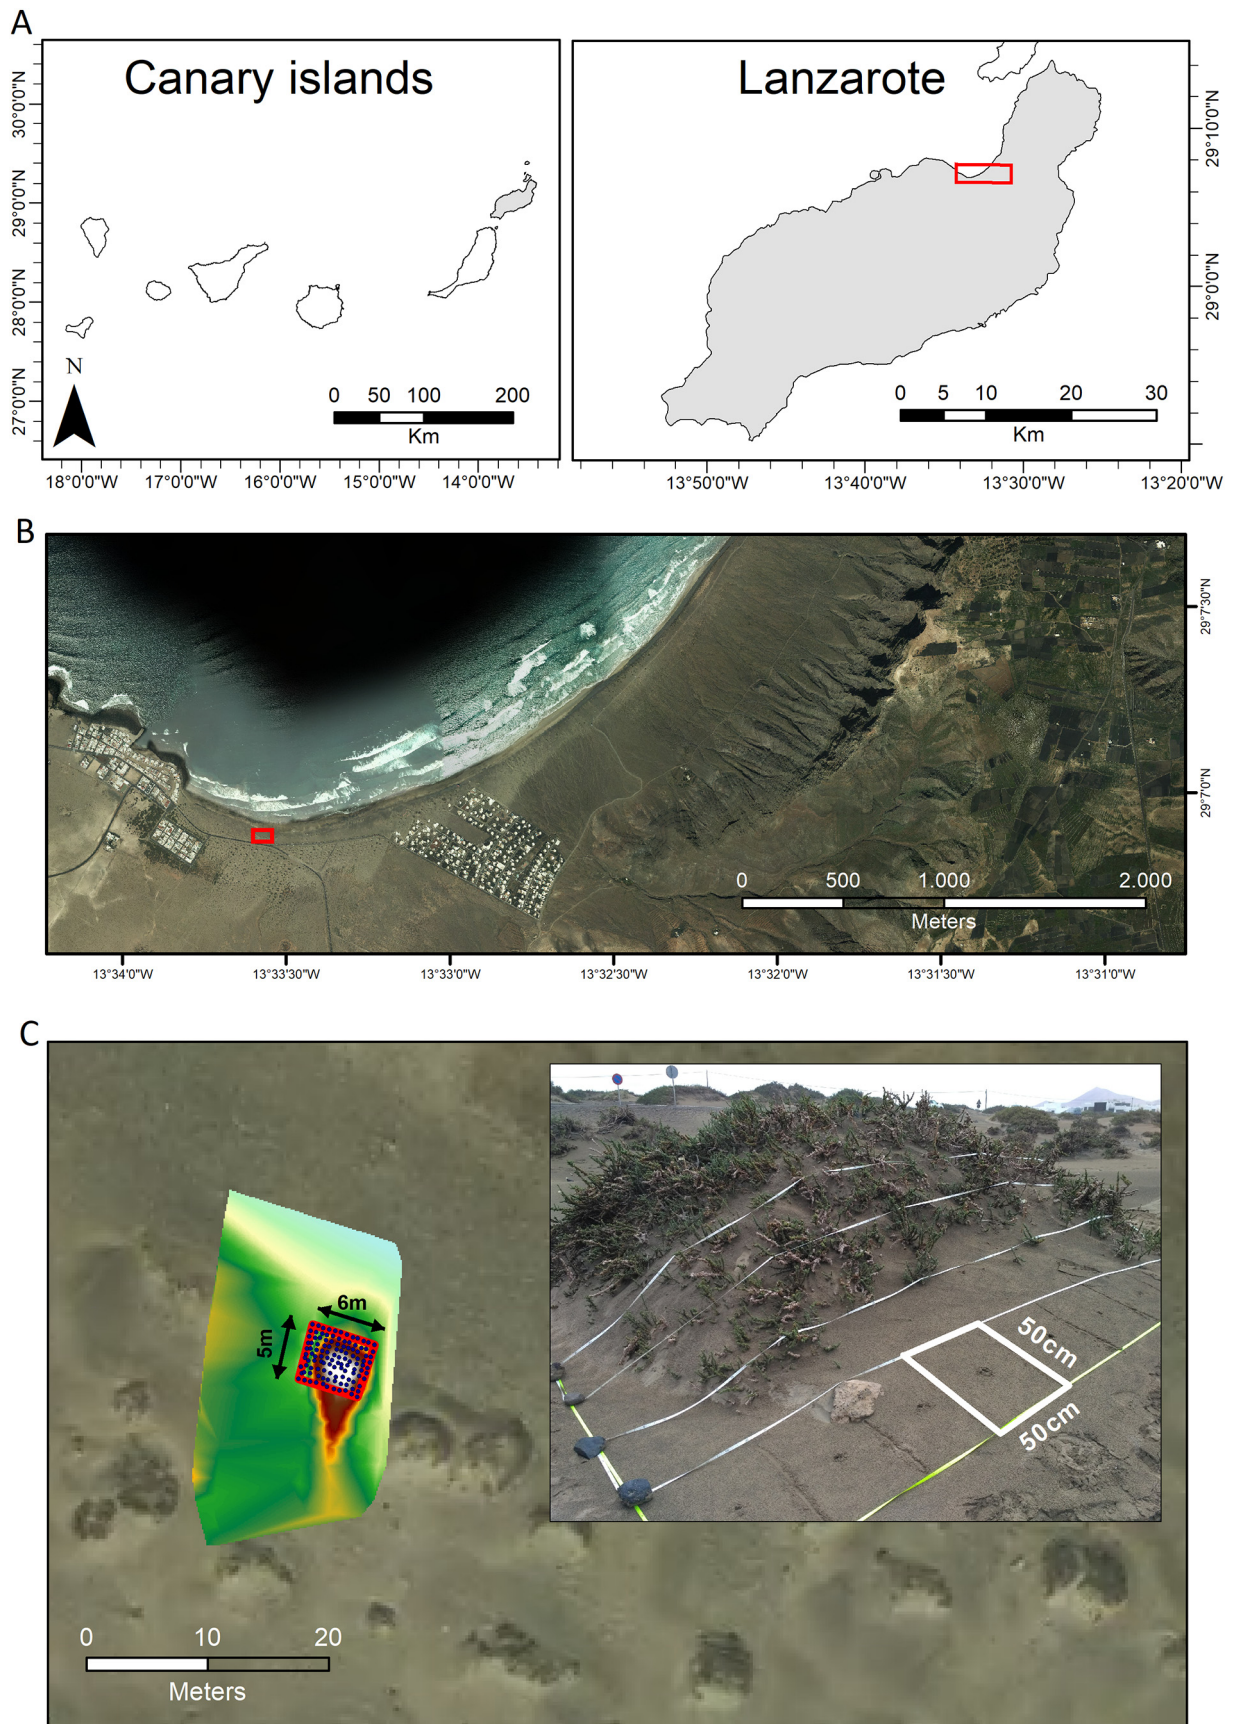 A
Canary islands
Lanzarote
30°0'0"N
29°0'0"N
28°0'0"N
27°0'0"N
29°10'0"N
29°0'0"N
N
0 50 100 200
Km
0 5 10 20 30
Km
18°0'0"W 17°0'0"W 16°0'0"W 15°0'0"W 14°0'0"W
13°50'0"W 13°40'0"W 13°30'0"W 13°20'0"W
B
29°7'30"N
29°7'0"N
0 500 1.000 2.000
Meters
13°34'0"W 13°33'30"W 13°33'0"W 13°32'30"W 13°32'0"W 13°31'30"W 13°31'0"W
C
6m
5m
50cm
50cm
0 10 20
Meters